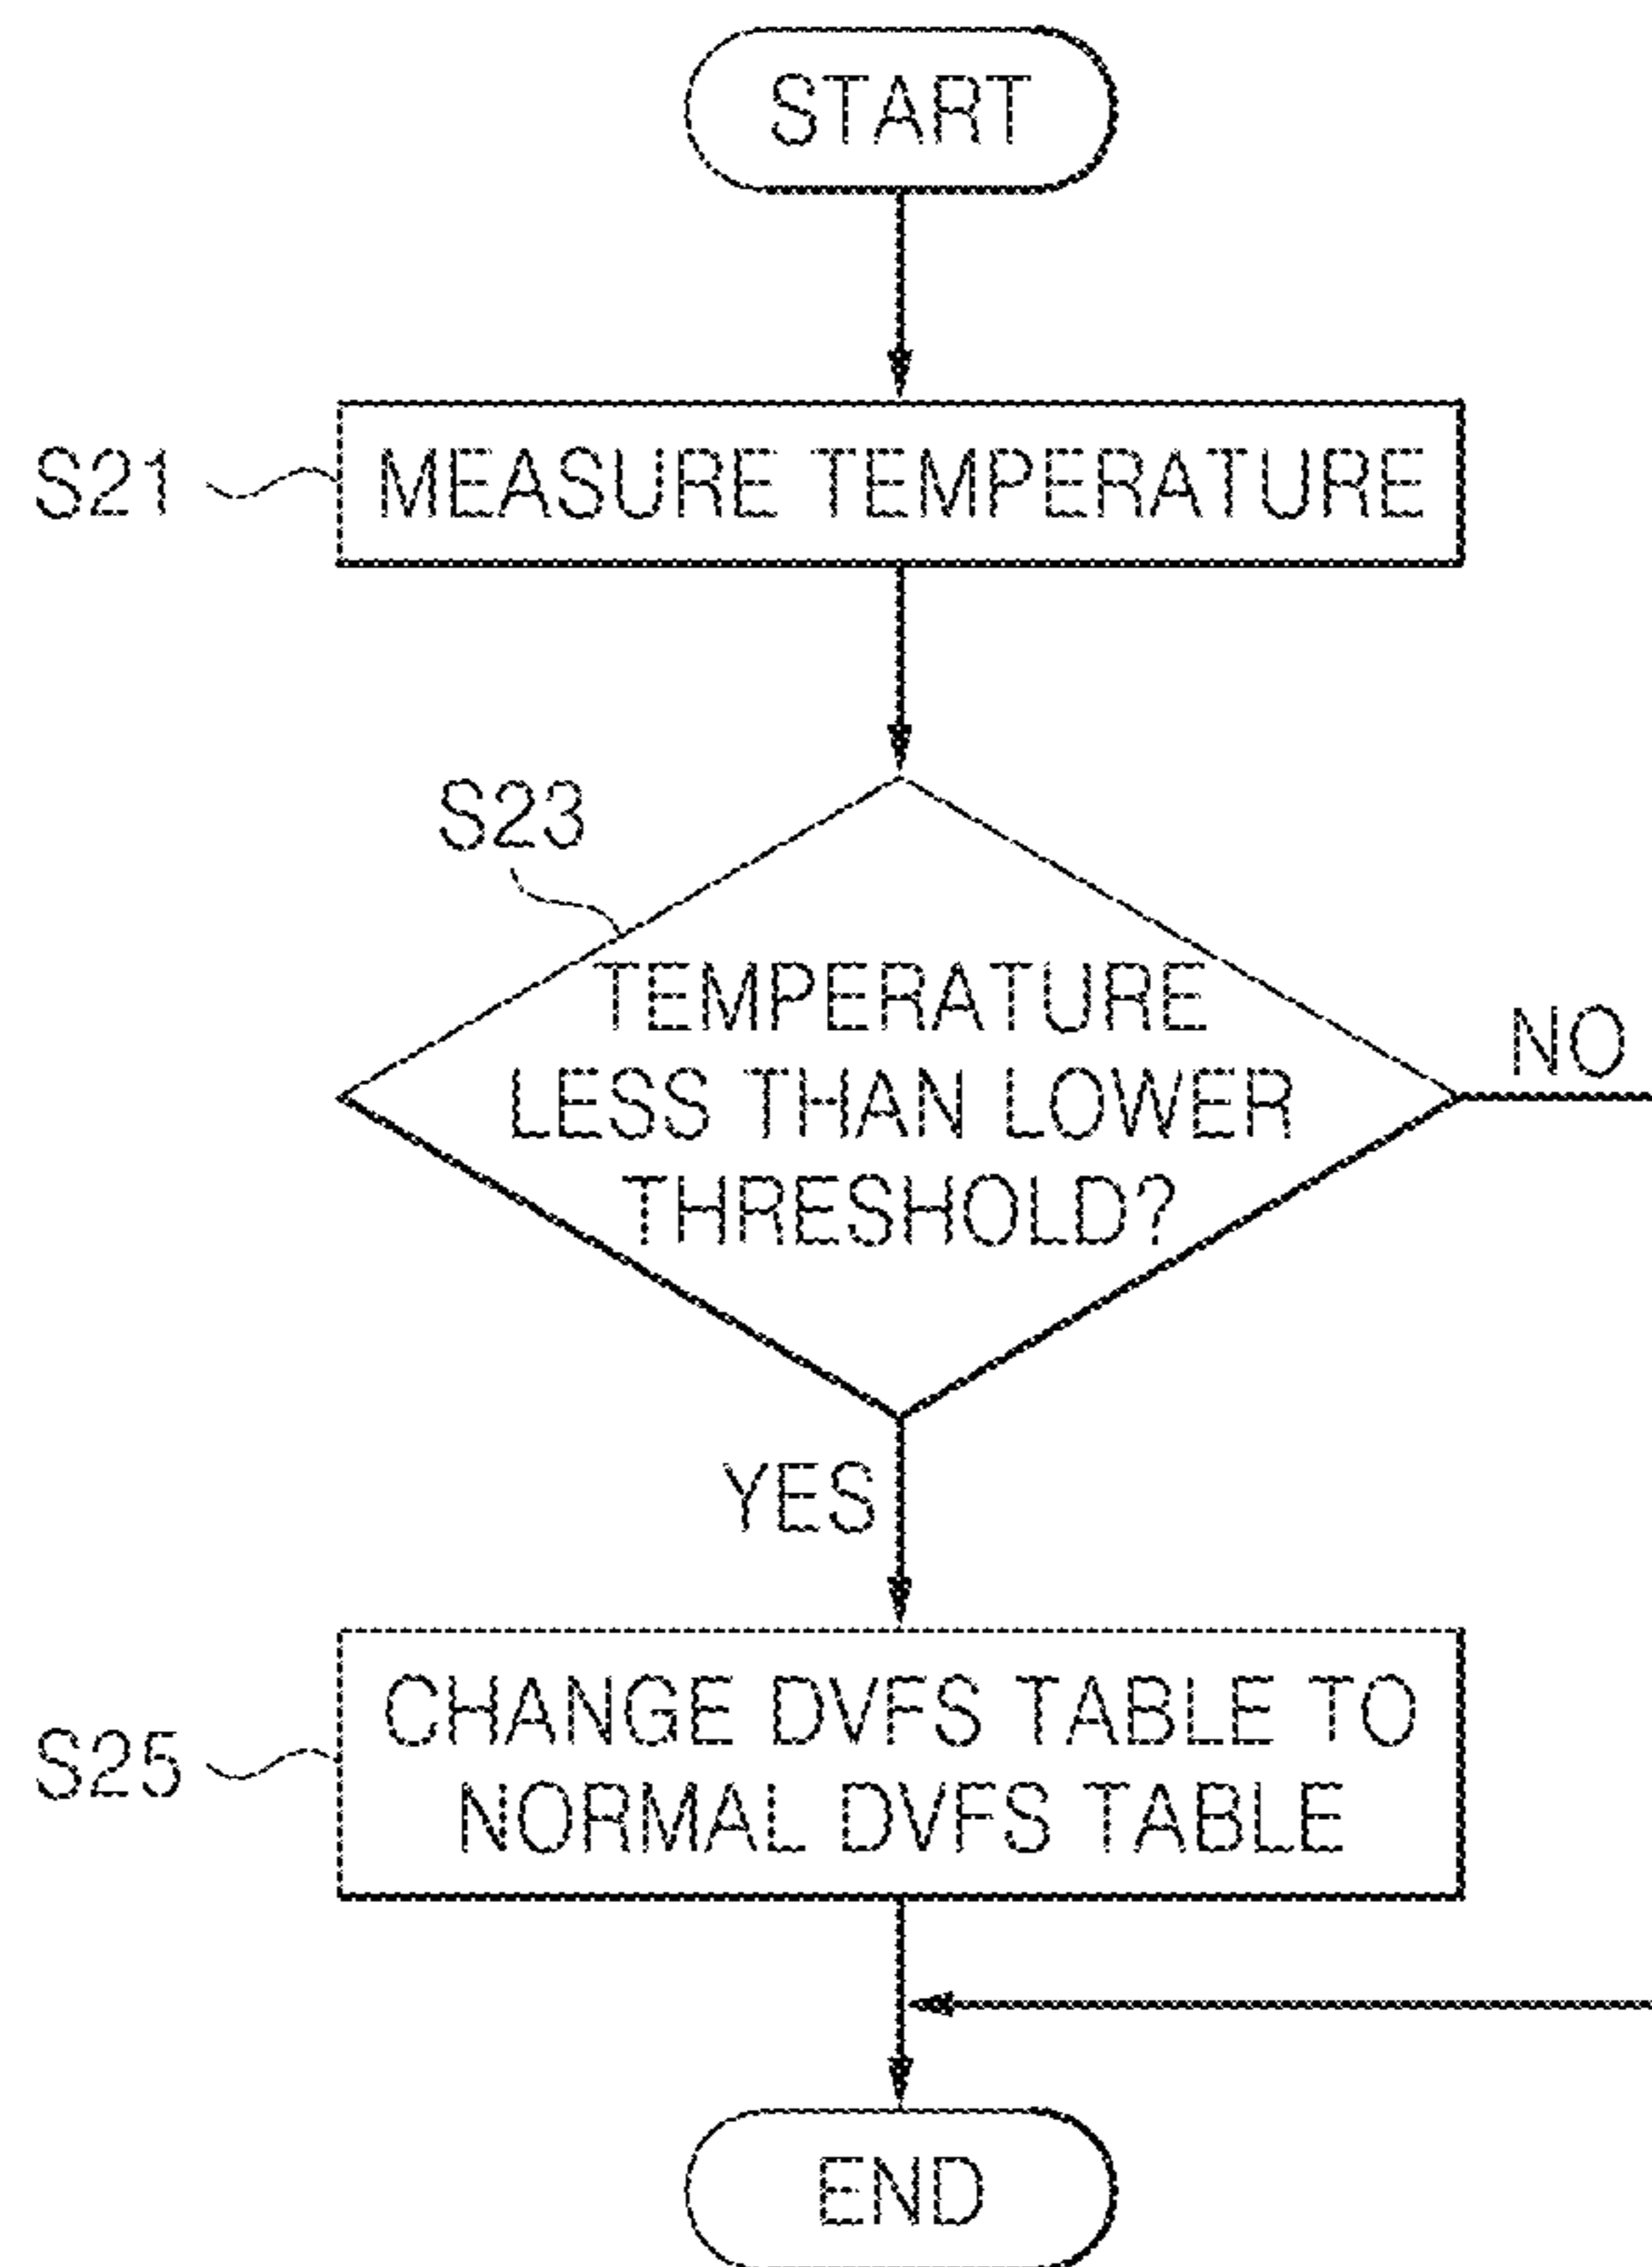 START
S21
MEASURE TEMPERATURE
S23
TEMPERATURE
LESS THAN LOWER
THRESHOLD?
NO
YES
S25
CHANGE DVFS TABLE TO
NORMAL DVFS TABLE
END